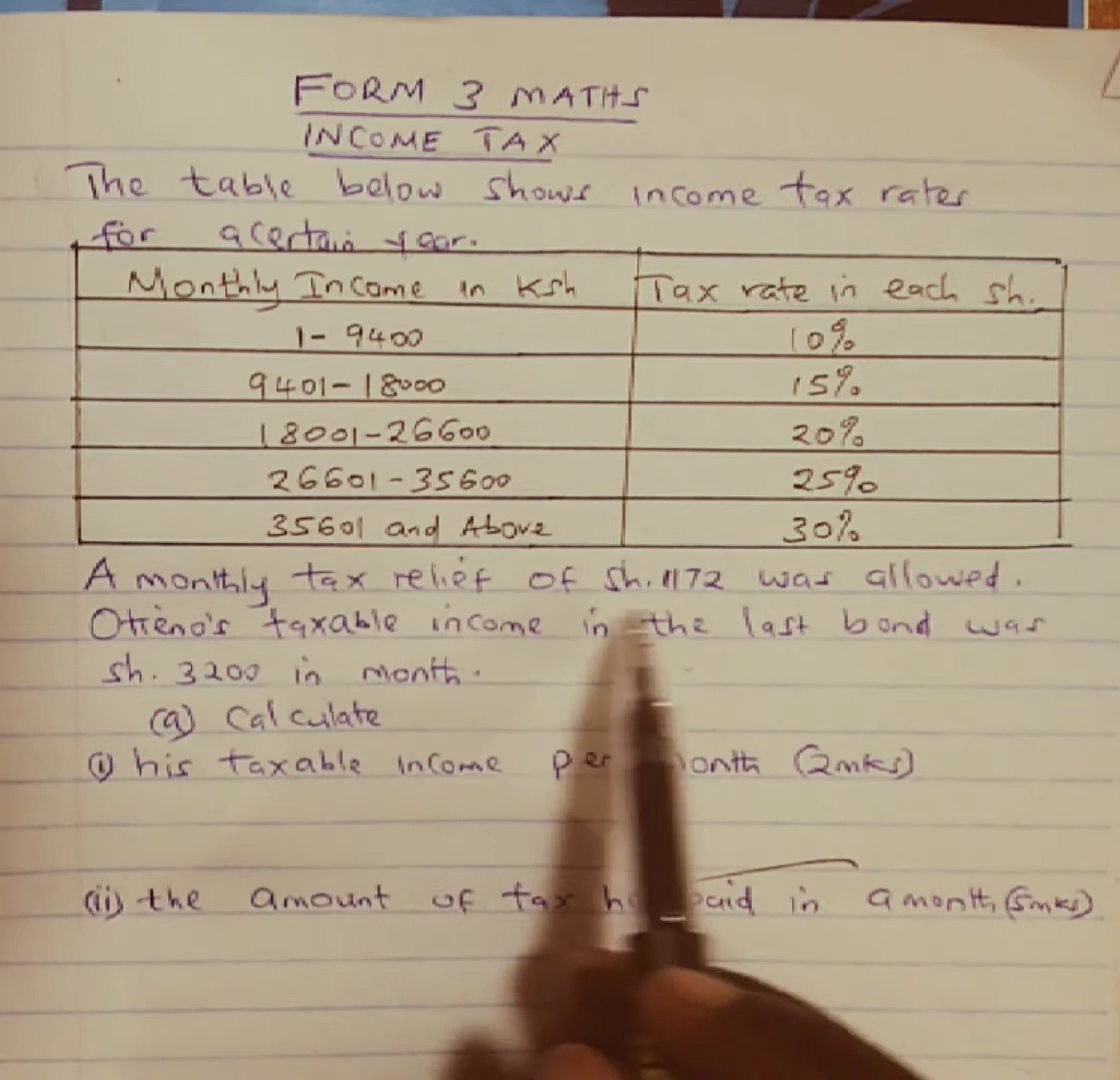 FORM 3 MATHS
INCOME TAX
The table below shows income tax rates
for a certain year.
Monthly Income in Ksh Tax rate in each sh.
1- 9400 10%
9401-18000 15%
18001-26600 20%
26601-35600 25%
35601 and Above 30%
A monthly tax relief of sh.1172 was allowed.
Otieno's taxable income in the last bond was
sh. 3200 in month.
(a) Calculate
(i) his taxable income per month (2mks)
(ii) the amount of tax paid in a month (5mks)